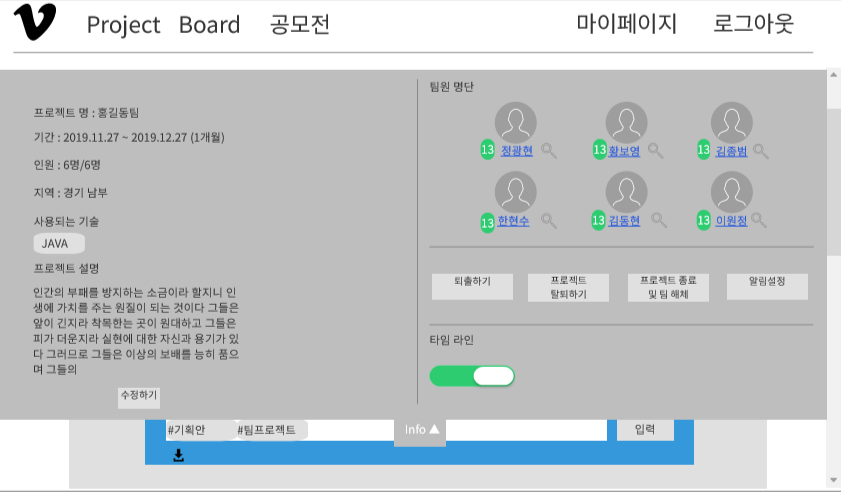 Project Board 공모전 마이페이지 로그아웃
프로젝트 명 : 홍길동팀
기간 : 2019.11.27 ~ 2019.12.27 (1개월)
인원 : 6명/6명
지역 : 경기 남부
사용되는 기술
JAVA
프로젝트 설명
인간의 부패를 방지하는 소금이라 할지니 인
생에 가치를 주는 원질이 되는 것이다 그들은
앞이 긴지라 착목한는 곳이 원대하고 그들은
피가 더운지라 실현에 대한 자신과 용기가 있
다 그러므로 그들은 이상의 보배를 능히 품으
며 그들의
수정하기
팀원 명단
13 정광현 13 황보영 13 김종범
13 한현수 13 김동현 13 이원정
퇴출하기
프로젝트
탈퇴하기
프로젝트 종료
및 팀 해체
알림설정
타임 라인
#기획안 #팀프로젝트 Info ▲ 입력